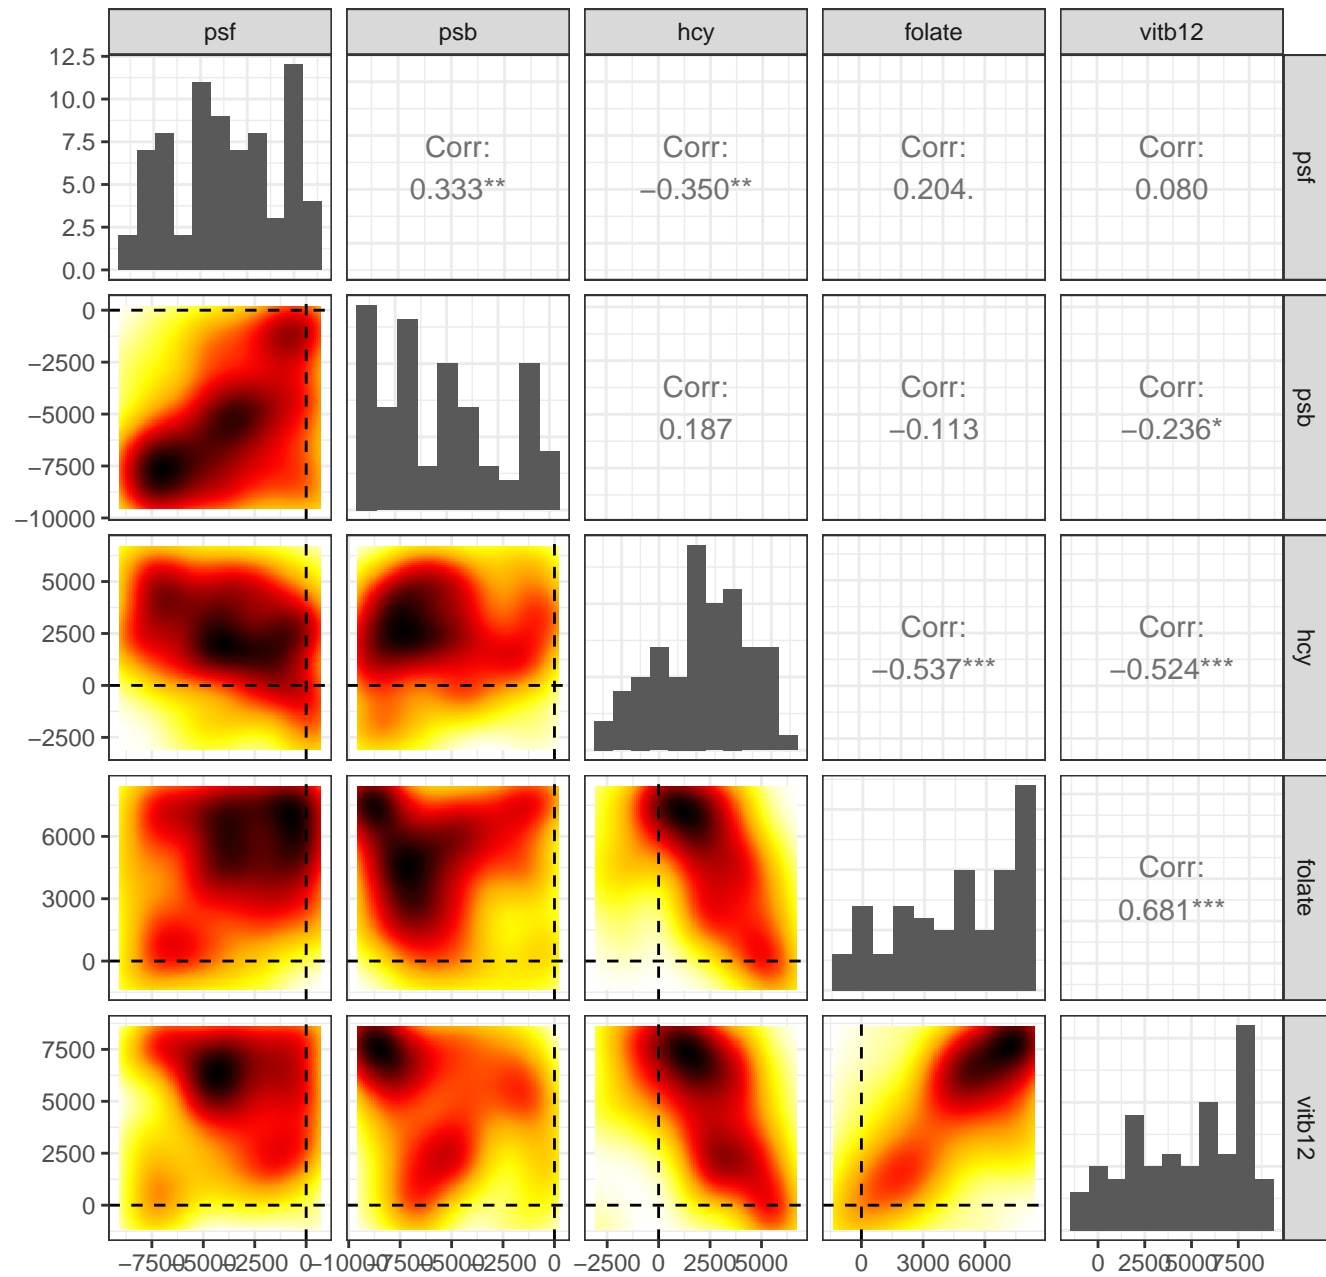 psf psb hcy folate vitb12
12.5
10.0
7.5
5.0
2.5
0.0
Corr:
0.333**
Corr:
−0.350**
Corr:
0.204.
Corr:
0.080
psf
0
−2500
−5000
−7500
−10000
Corr:
0.187
Corr:
−0.113
Corr:
−0.236*
psb
5000
2500
0
−2500
Corr:
−0.537***
Corr:
−0.524***
hcy
6000
3000
0
Corr:
0.681***
folate
7500
5000
2500
0
vitb12
−7500 −5000 −2500 0 −10000 −7500 −5000 −2500 0 −2500 0 2500 5000 0 3000 6000 0 2500 5000 7500